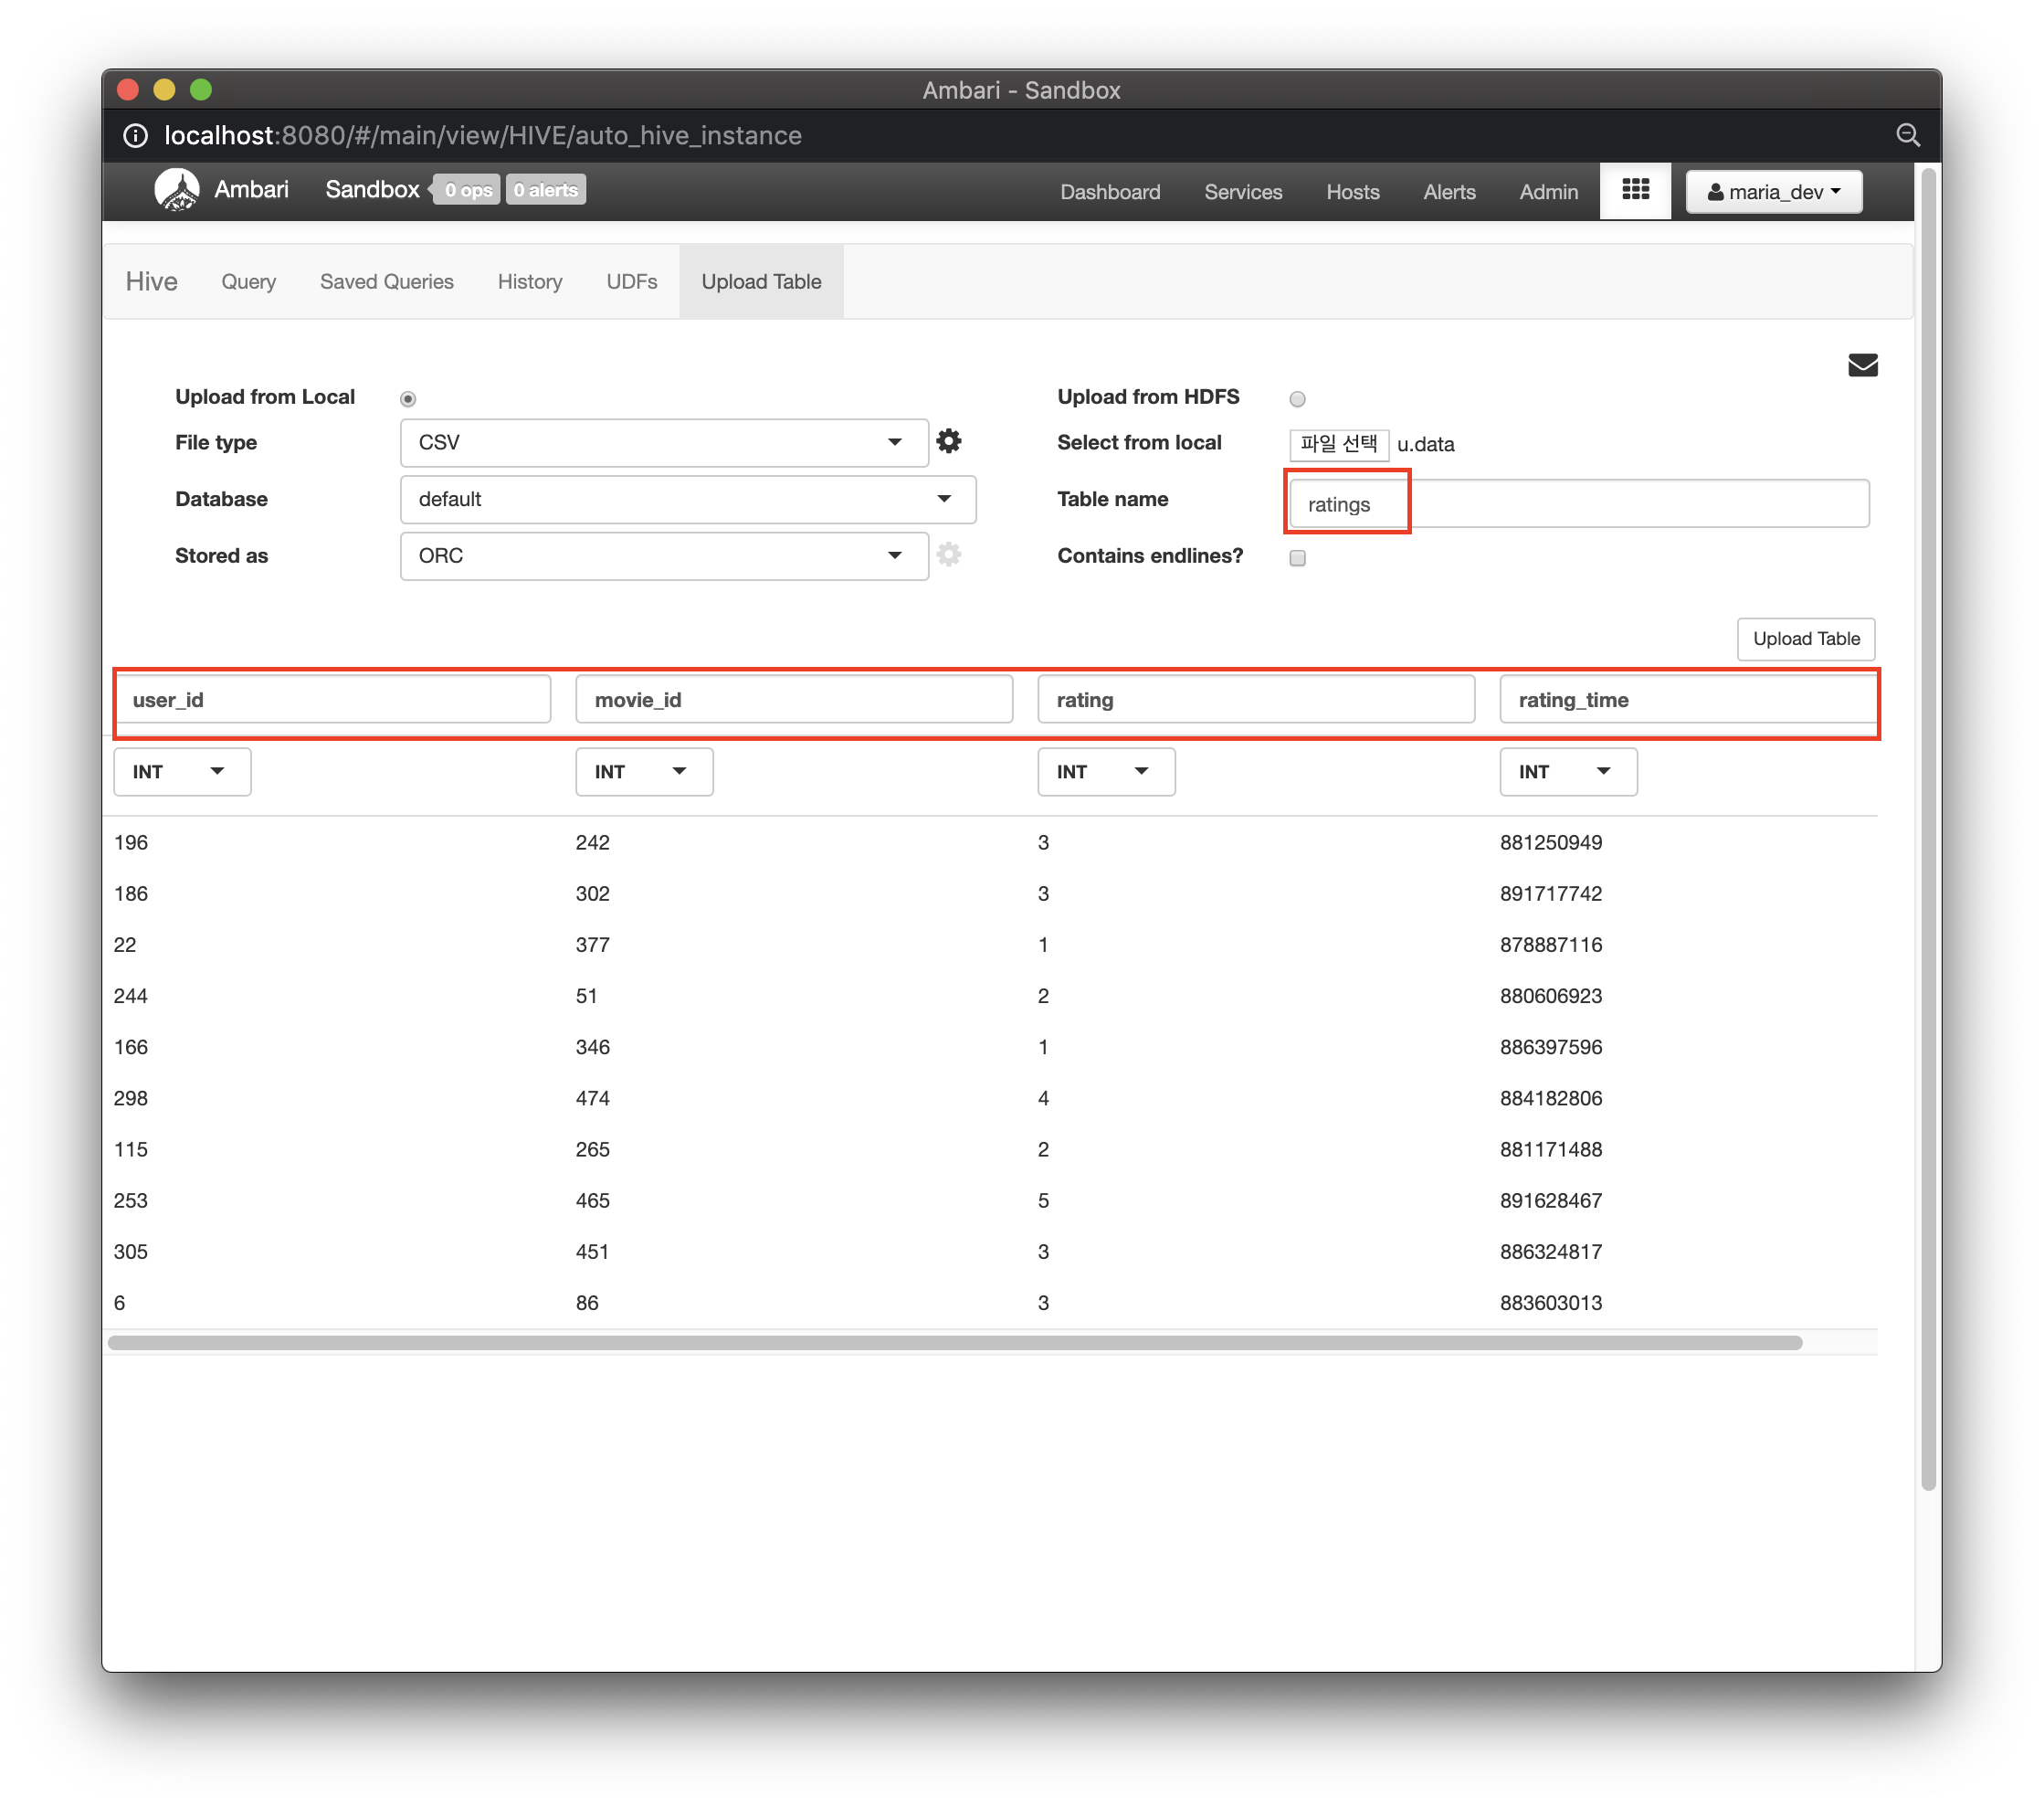 Ambari - Sandbox
localhost:8080/#/main/view/HIVE/auto_hive_instance
Ambari Sandbox 0 ops 0 alerts Dashboard Services Hosts Alerts Admin maria_dev
Hive Query Saved Queries History UDFs Upload Table
Upload from Local Upload from HDFS
File type CSV Select from local 파일 선택 u.data
Database default Table name ratings
Stored as ORC Contains endlines?
Upload Table
user_id movie_id rating rating_time
INT INT INT INT
196 242 3 881250949
186 302 3 891717742
22 377 1 878887116
244 51 2 880606923
166 346 1 886397596
298 474 4 884182806
115 265 2 881171488
253 465 5 891628467
305 451 3 886324817
6 86 3 883603013